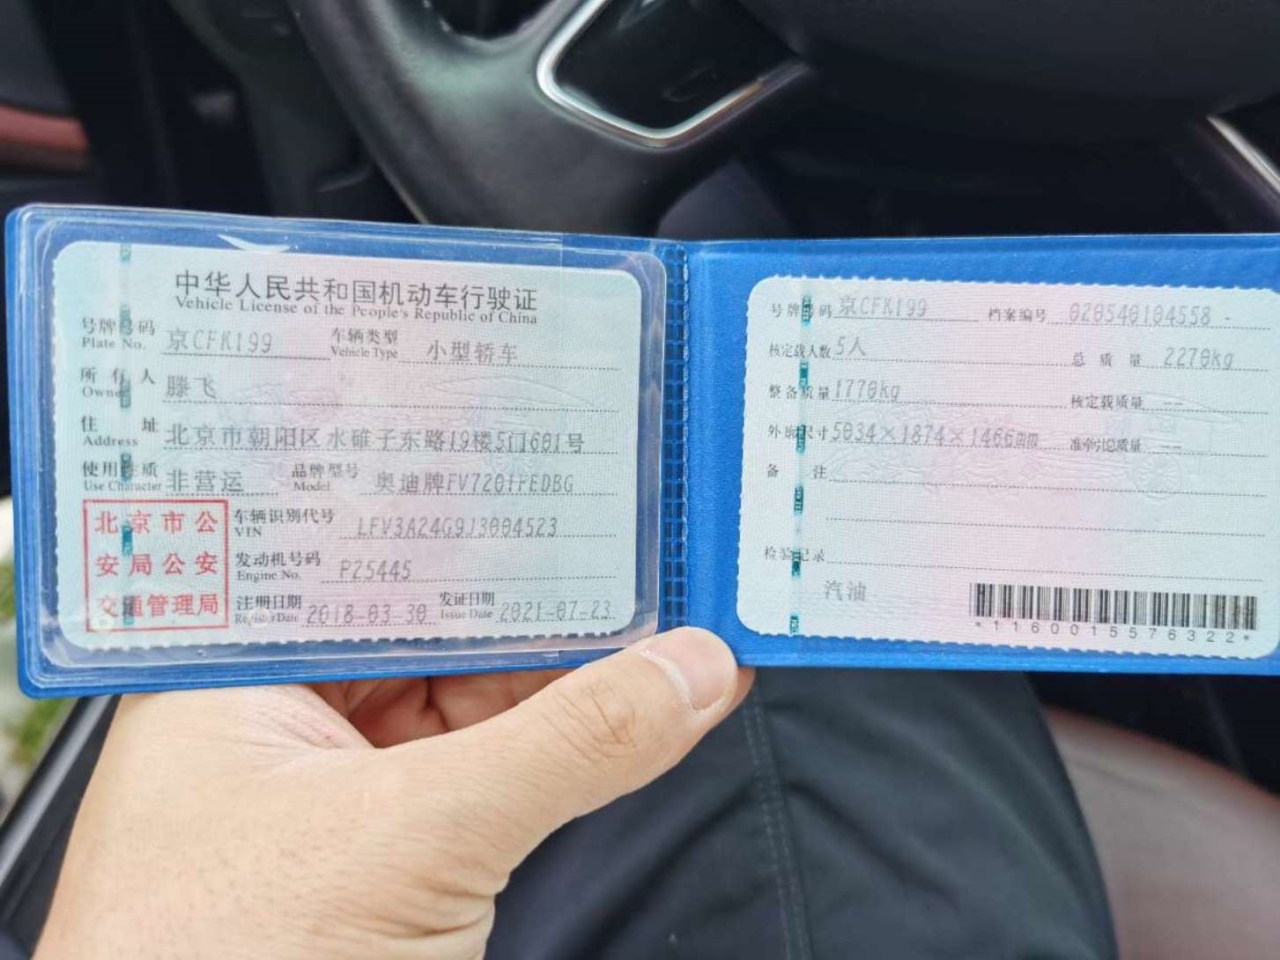 中华人民共和国机动车行驶证
Vehicle License of the People's Republic of China
号牌号码 京CFK199 车辆类型 小型轿车
Plate No. Vehicle Type
所有人 滕飞
Owner
住址 北京市朝阳区水碓子东路19楼5门1601号
Address
使用性质 非营运 品牌型号 奥迪牌FV7201FEDBG
Use Character Model
北京市公
安局公安
交通管理局
车辆识别代号 LFV3A24G9J3004523
VIN
发动机号码 P25445
Engine No.
注册日期 2018-03-30 发证日期 2021-07-23
Register Date Issue Date
号牌号码 京CFK199 档案编号 020540104558 -
核定载人数 5人 总质量 2270kg
整备质量 1770kg 核定载质量 --
外廓尺寸 5034×1874×1466mm 准牵引总质量 --
备注
检验记录
汽油
*1160015576322*